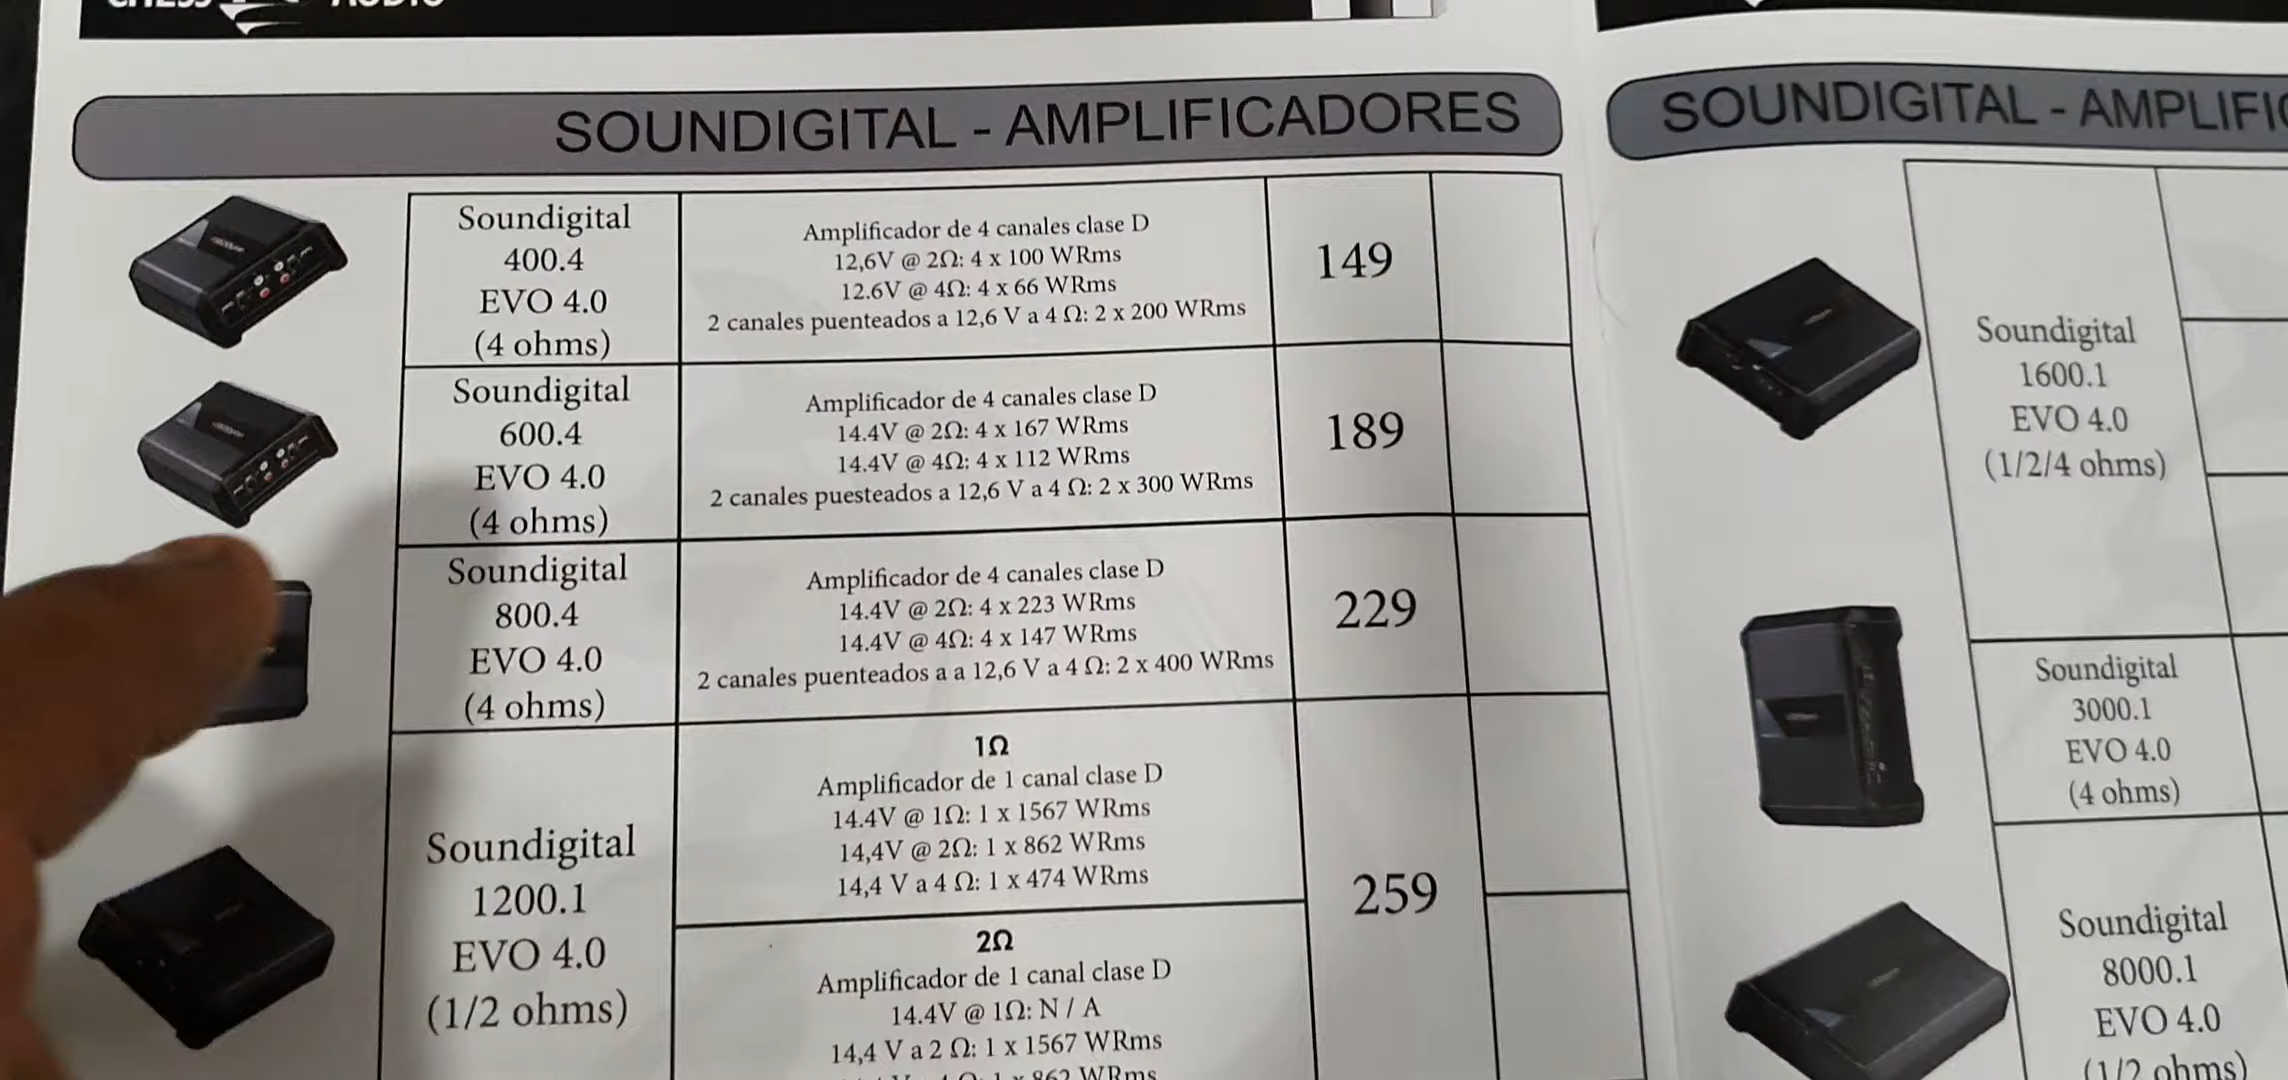 AUDIO
SOUNDIGITAL - AMPLIFICADORES
Soundigital
400.4
EVO 4.0
(4 ohms)
Amplificador de 4 canales clase D
12,6V @ 2Ω: 4 x 100 WRms
12.6V @ 4Ω: 4 x 66 WRms
2 canales puenteados a 12,6 V a 4 Ω: 2 x 200 WRms
149
Soundigital
600.4
EVO 4.0
(4 ohms)
Amplificador de 4 canales clase D
14.4V @ 2Ω: 4 x 167 WRms
14.4V @ 4Ω: 4 x 112 WRms
2 canales puesteados a 12,6 V a 4 Ω: 2 x 300 WRms
189
Soundigital
800.4
EVO 4.0
(4 ohms)
Amplificador de 4 canales clase D
14.4V @ 2Ω: 4 x 223 WRms
14.4V @ 4Ω: 4 x 147 WRms
2 canales puenteados a a 12,6 V a 4 Ω: 2 x 400 WRms
229
Soundigital
1200.1
EVO 4.0
(1/2 ohms)
1Ω
Amplificador de 1 canal clase D
14.4V @ 1Ω: 1 x 1567 WRms
14,4V @ 2Ω: 1 x 862 WRms
14,4 V a 4 Ω: 1 x 474 WRms
2Ω
Amplificador de 1 canal clase D
14.4V @ 1Ω: N / A
14,4 V a 2 Ω: 1 x 1567 WRms
1 x 862 WRms
259
SOUNDIGITAL - AMPLIFI
Soundigital
1600.1
EVO 4.0
(1/2/4 ohms)
Soundigital
3000.1
EVO 4.0
(4 ohms)
Soundigital
8000.1
EVO 4.0
(1/2 ohms)